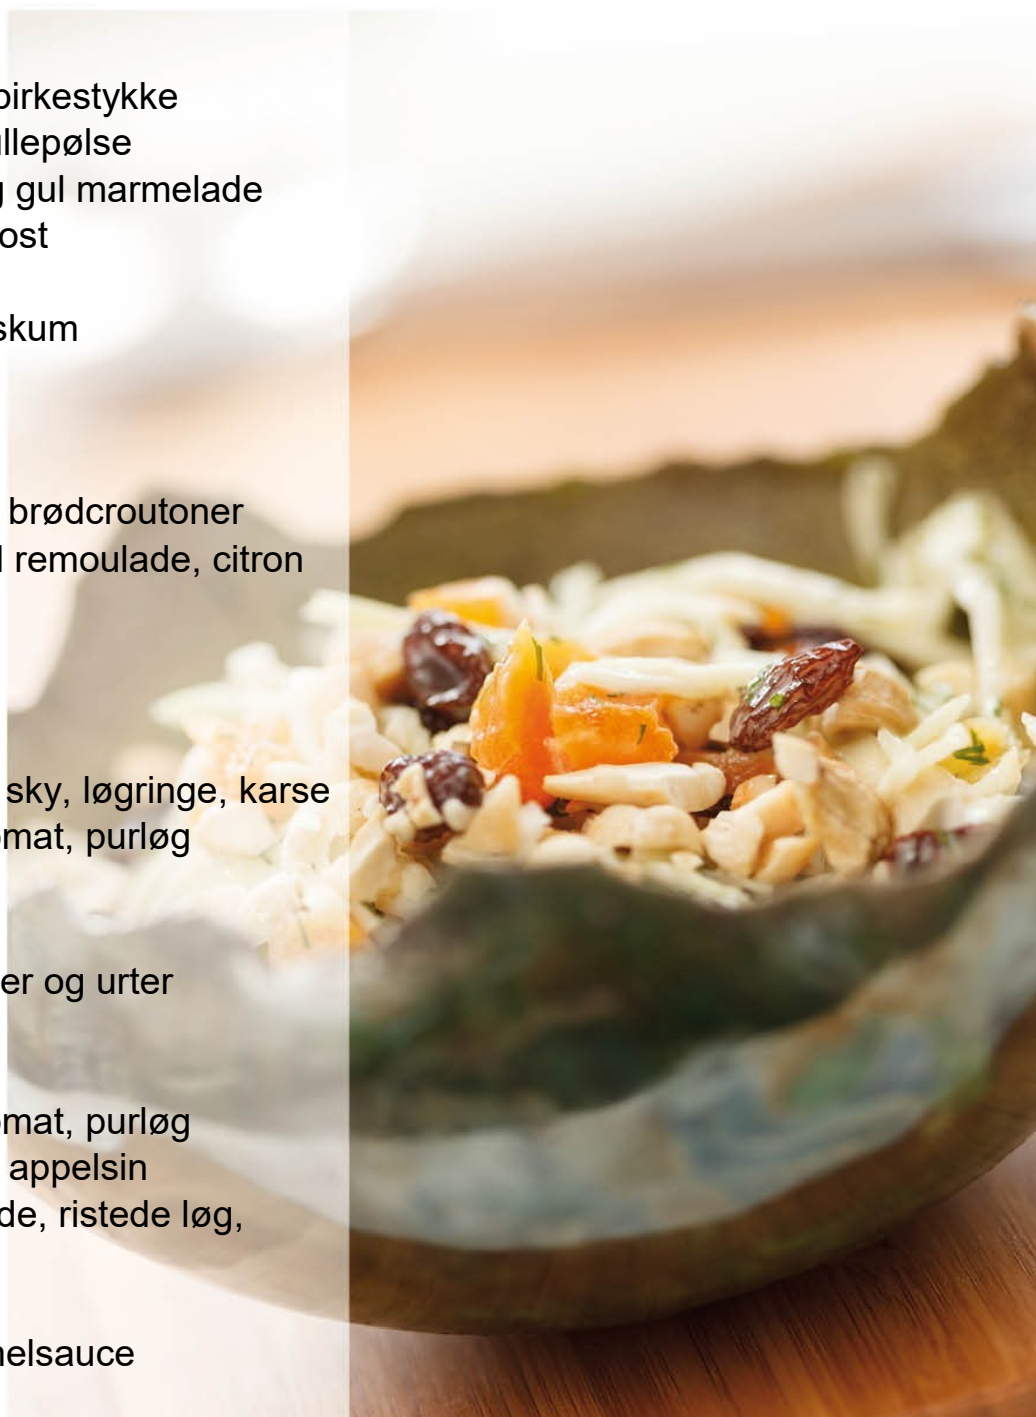 birkestykke
llepølse
gul marmelade
ost
skum
brødcroutoner
remoulade, citron
sky, løgringe, karse
mat, purløg
er og urter
mat, purløg
appelsin
de, ristede løg,
elsauce